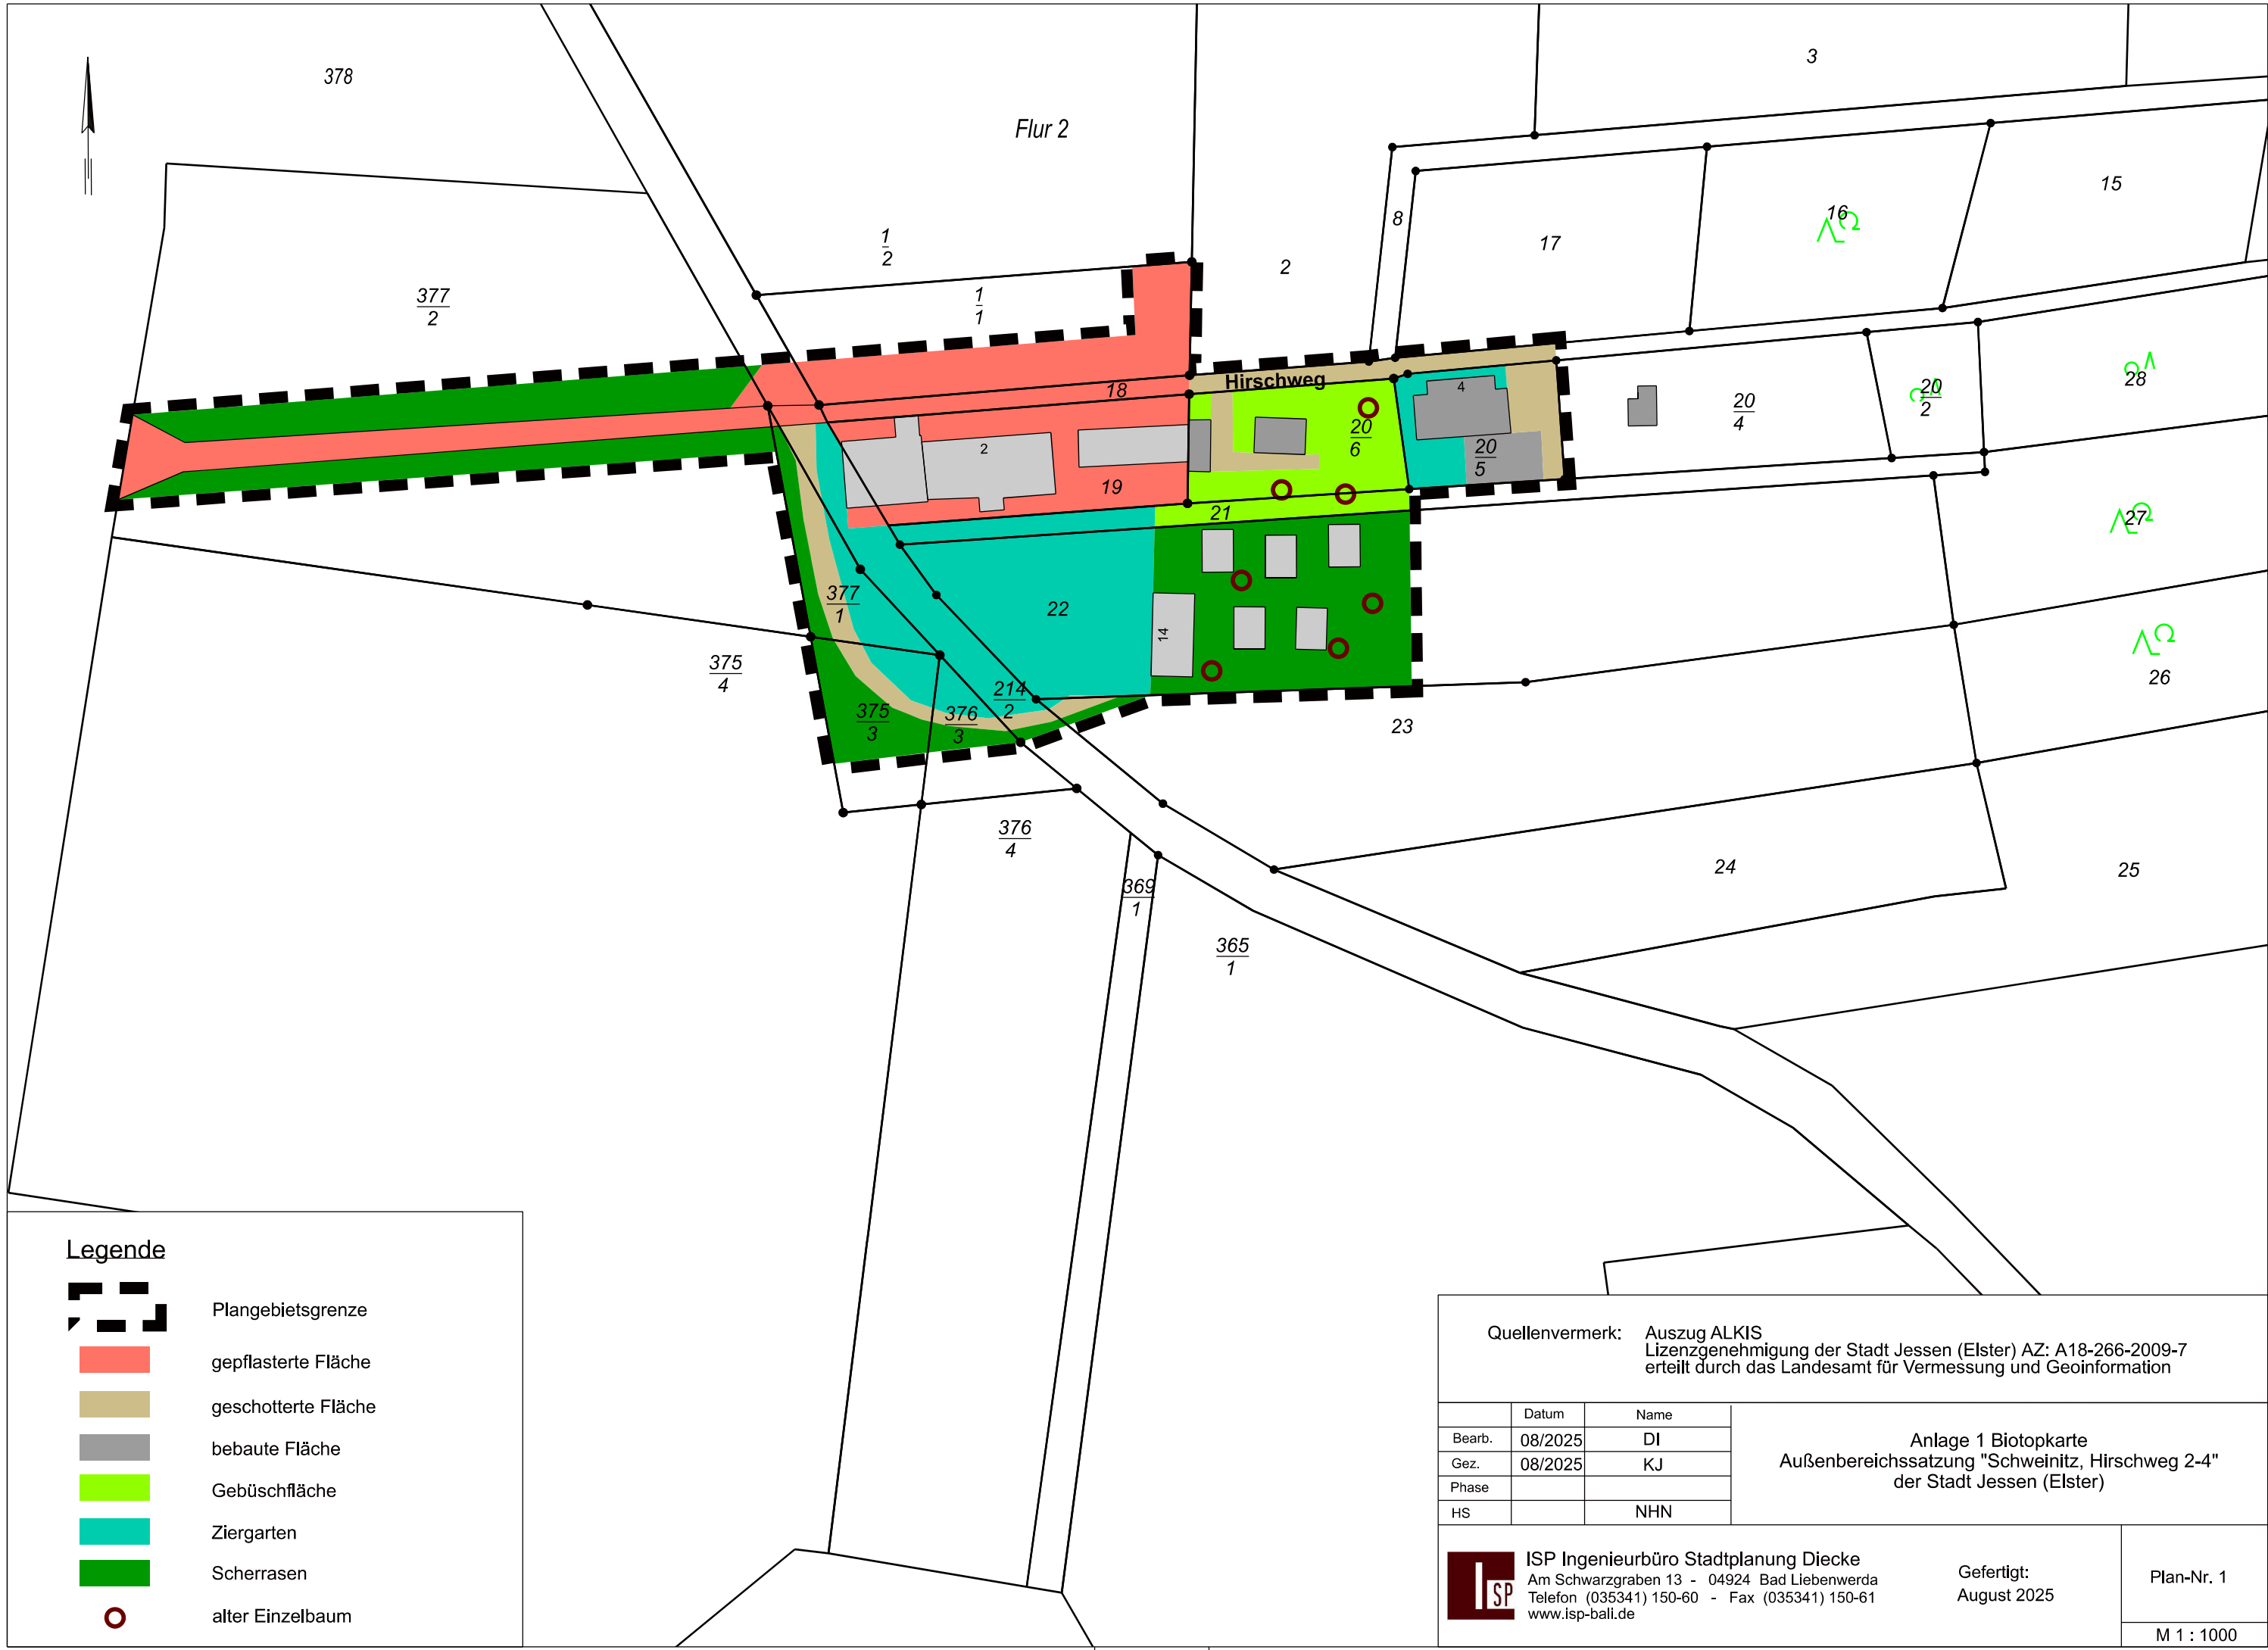 378
Flur 2
3
15
16
17
8
1
2
2
377
2
1
1
18
Hirschweg
4
20
6
20
5
20
4
20
2
28
2
19
21
27
377
1
22
14
375
4
214
2
375
3
376
3
23
26
376
4
369
1
365
1
24
25
Legende
Plangebietsgrenze
gepflasterte Fläche
geschotterte Fläche
bebaute Fläche
Gebüschfläche
Ziergarten
Scherrasen
alter Einzelbaum
Quellenvermerk: Auszug ALKIS
Lizenzgenehmigung der Stadt Jessen (Elster) AZ: A18-266-2009-7
erteilt durch das Landesamt für Vermessung und Geoinformation
Datum Name
Bearb. 08/2025 DI
Gez. 08/2025 KJ
Phase
HS NHN
Anlage 1 Biotopkarte
Außenbereichssatzung "Schweinitz, Hirschweg 2-4"
der Stadt Jessen (Elster)
ISP
ISP Ingenieurbüro Stadtplanung Diecke
Am Schwarzgraben 13 - 04924 Bad Liebenwerda
Telefon (035341) 150-60 - Fax (035341) 150-61
www.isp-bali.de
Gefertigt:
August 2025
Plan-Nr. 1
M 1 : 1000